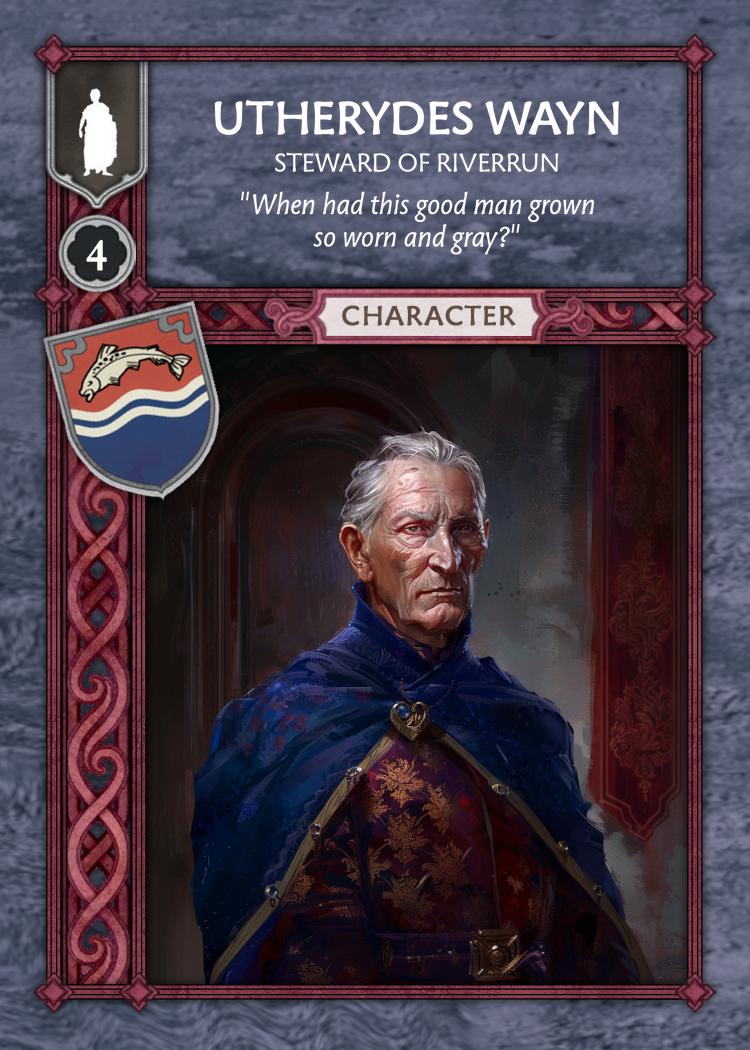 UTHERYDES WAYN
STEWARD OF RIVERRUN
"When had this good man grown
so worn and gray?"
4
CHARACTER